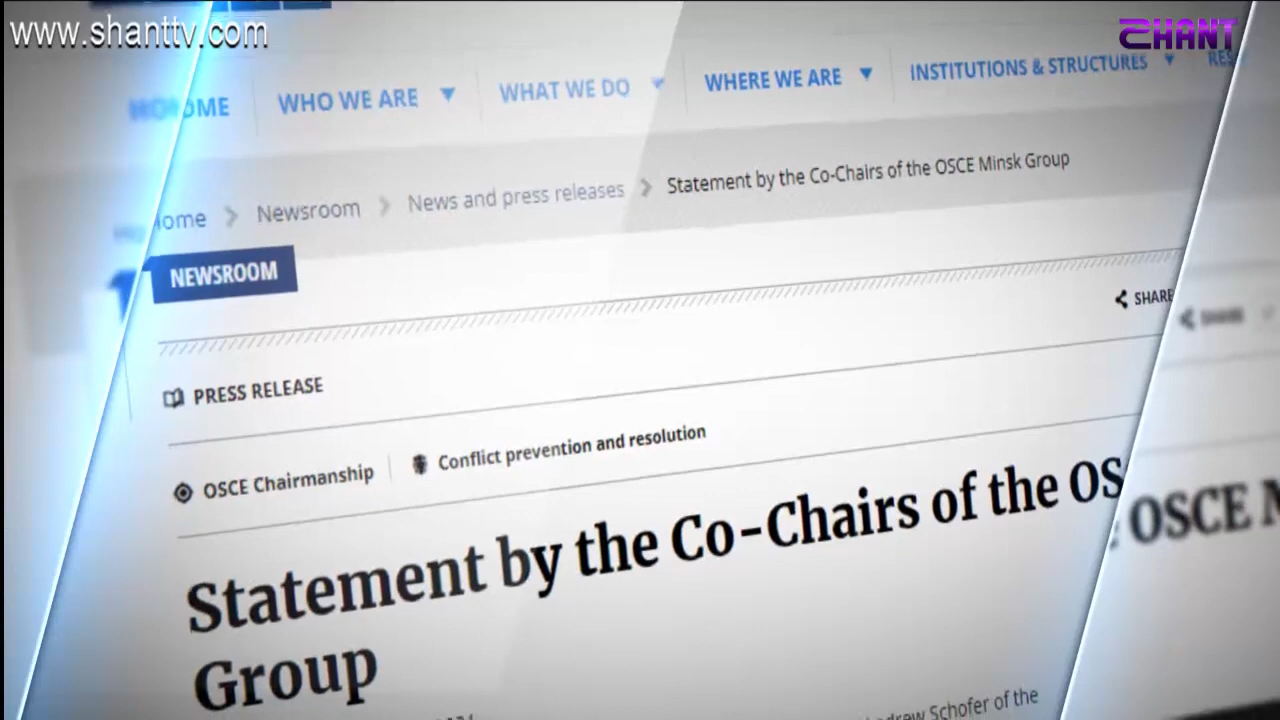 www.shanttv.com
SHANT
HOME WHO WE ARE WHAT WE DO WHERE WE ARE INSTITUTIONS & STRUCTURES
Home > Newsroom > News and press releases > Statement by the Co-Chairs of the OSCE Minsk Group
NEWSROOM
SHARE
PRESS RELEASE
OSCE Chairmanship Conflict prevention and resolution
Statement by the Co-Chairs of the OS
OSCE M
Group
Schofer of the